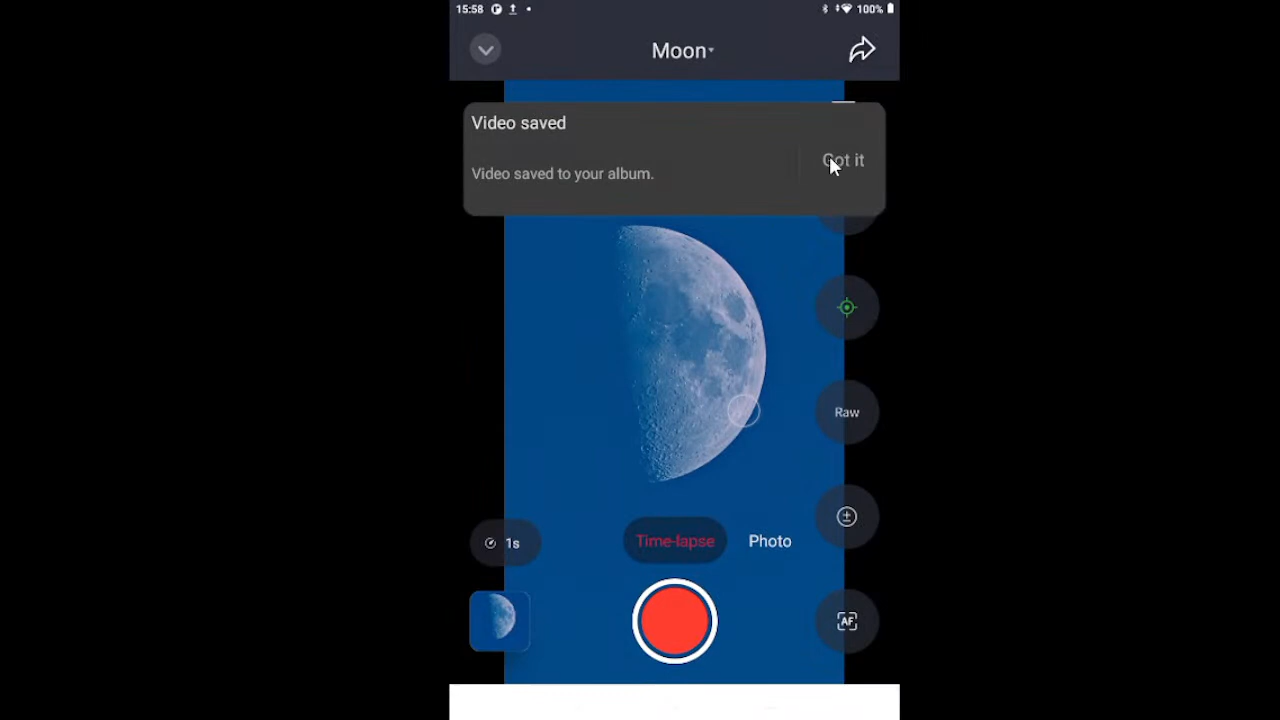 15:58
100%
Moon
Video saved
Got it
Video saved to your album.
Raw
1s
Time-lapse
Photo
AF